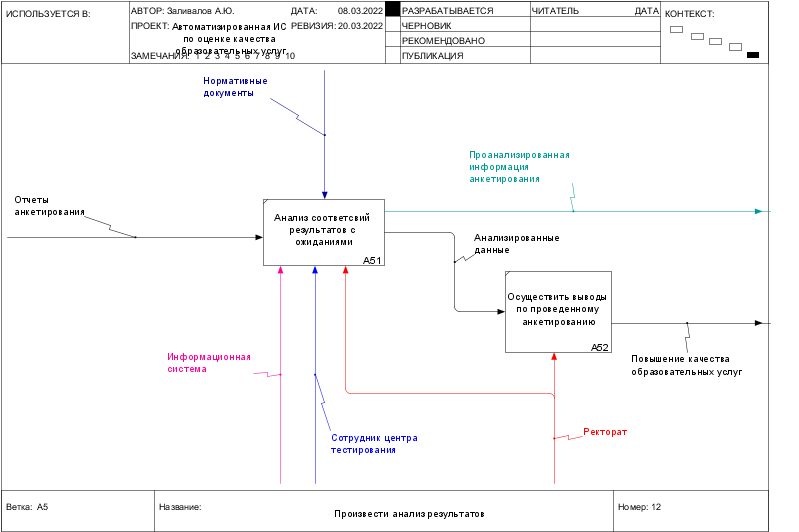 ИСПОЛЬЗУЕТСЯ В:
АВТОР: Заливалов А.Ю.
ДАТА: 08.03.2022
ПРОЕКТ: Автоматизированная ИС
по оценке качества
образовательных услуг
РЕВИЗИЯ: 20.03.2022
ЗАМЕЧАНИЯ: 1 2 3 4 5 6 7 8 9 10
РАЗРАБАТЫВАЕТСЯ
ЧЕРНОВИК
РЕКОМЕНДОВАНО
ПУБЛИКАЦИЯ
ЧИТАТЕЛЬ ДАТА
КОНТЕКСТ:
Нормативные
документы
Проанализированная
информация
анкетирования
Отчеты
анкетирования
Анализ соответсвий
результатов с
ожиданиями
A51
Анализированные
данные
Осуществить выводы
по проведенному
анкетированию
A52
Информационная
система
Повышение качества
образовательных услуг
Сотрудник центра
тестирования
Ректорат
Ветка: A5
Название:
Произвести анализ результатов
Номер: 12